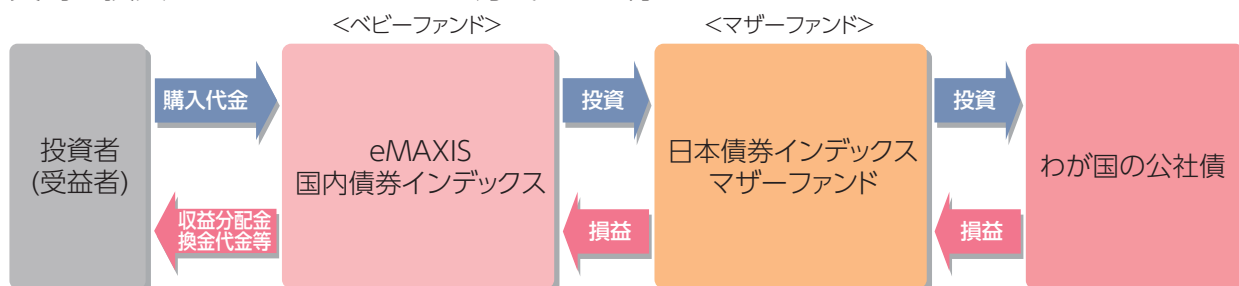 <ベビーファンド>
<マザーファンド>
投資者
(受益者)
購入代金
収益分配金
換金代金等
eMAXIS
国内債券インデックス
投資
損益
日本債券インデックス
マザーファンド
投資
損益
わが国の公社債